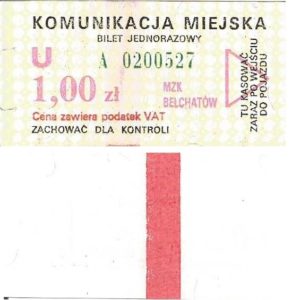 KOMUNIKACJA MIEJSKA
BILET JEDNORAZOWY
U
A 0200527
1,00 zł
MZK
BEŁCHATÓW
Cena zawiera podatek VAT
ZACHOWAĆ DLA KONTROLI
TU KASOWAĆ
ZARAZ PO WEJŚCIU
DO POJAZDU